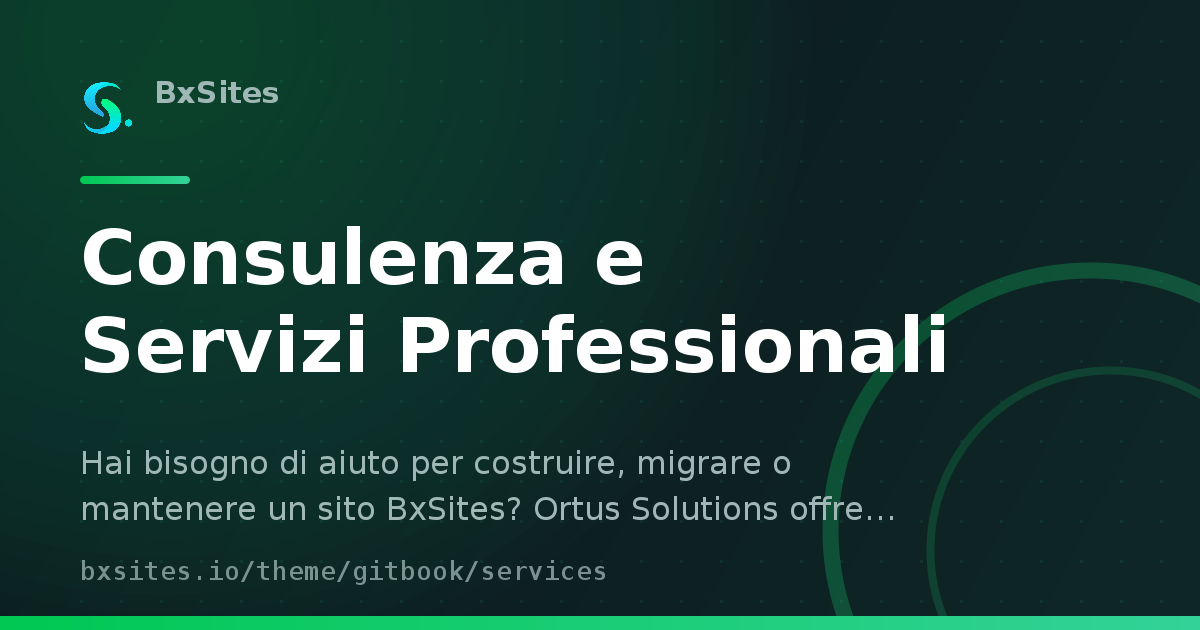 BxSites
Consulenza e
Servizi Professionali
Hai bisogno di aiuto per costruire, migrare o
mantenere un sito BxSites? Ortus Solutions offre…
bxsites.io/theme/gitbook/services